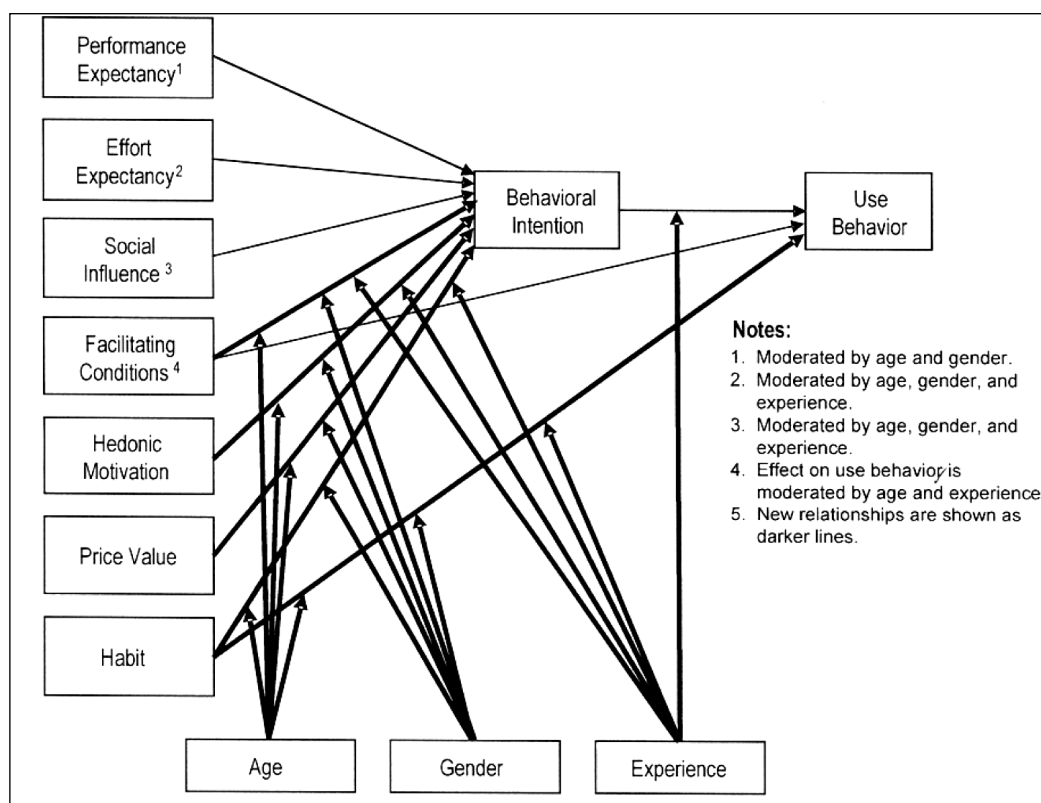 Performance
Expectancy1
Effort
Expectancy2
Behavioral
Intention
Use
Behavior
Social
Influence 3
Facilitating
Conditions 4
Hedonic
Motivation
Price Value
Habit
Notes:
1. Moderated by age and gender.
2. Moderated by age, gender, and
experience.
3. Moderated by age, gender, and
experience.
4. Effect on use behavior is
moderated by age and experience
5. New relationships are shown as
darker lines.
Age
Gender
Experience